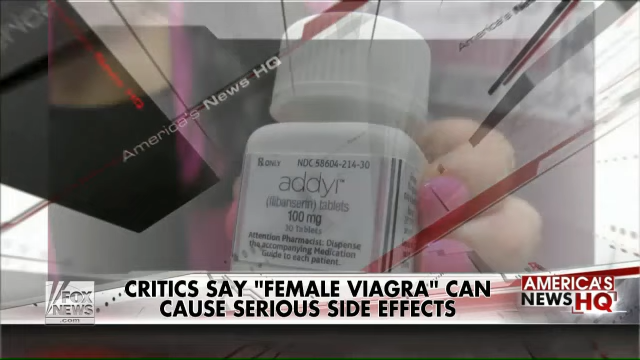 America's News HQ
America's News HQ
℞ ONLY NDC 58604-214-30
addyi™
(flibanserin) tablets
100 mg
30 tablets
Attention Pharmacist: Dispense
the accompanying Medication
Guide to each patient.
CRITICS SAY "FEMALE VIAGRA" CAN
CAUSE SERIOUS SIDE EFFECTS
FOX
NEWS
.com
AMERICA'S
NEWS HQ